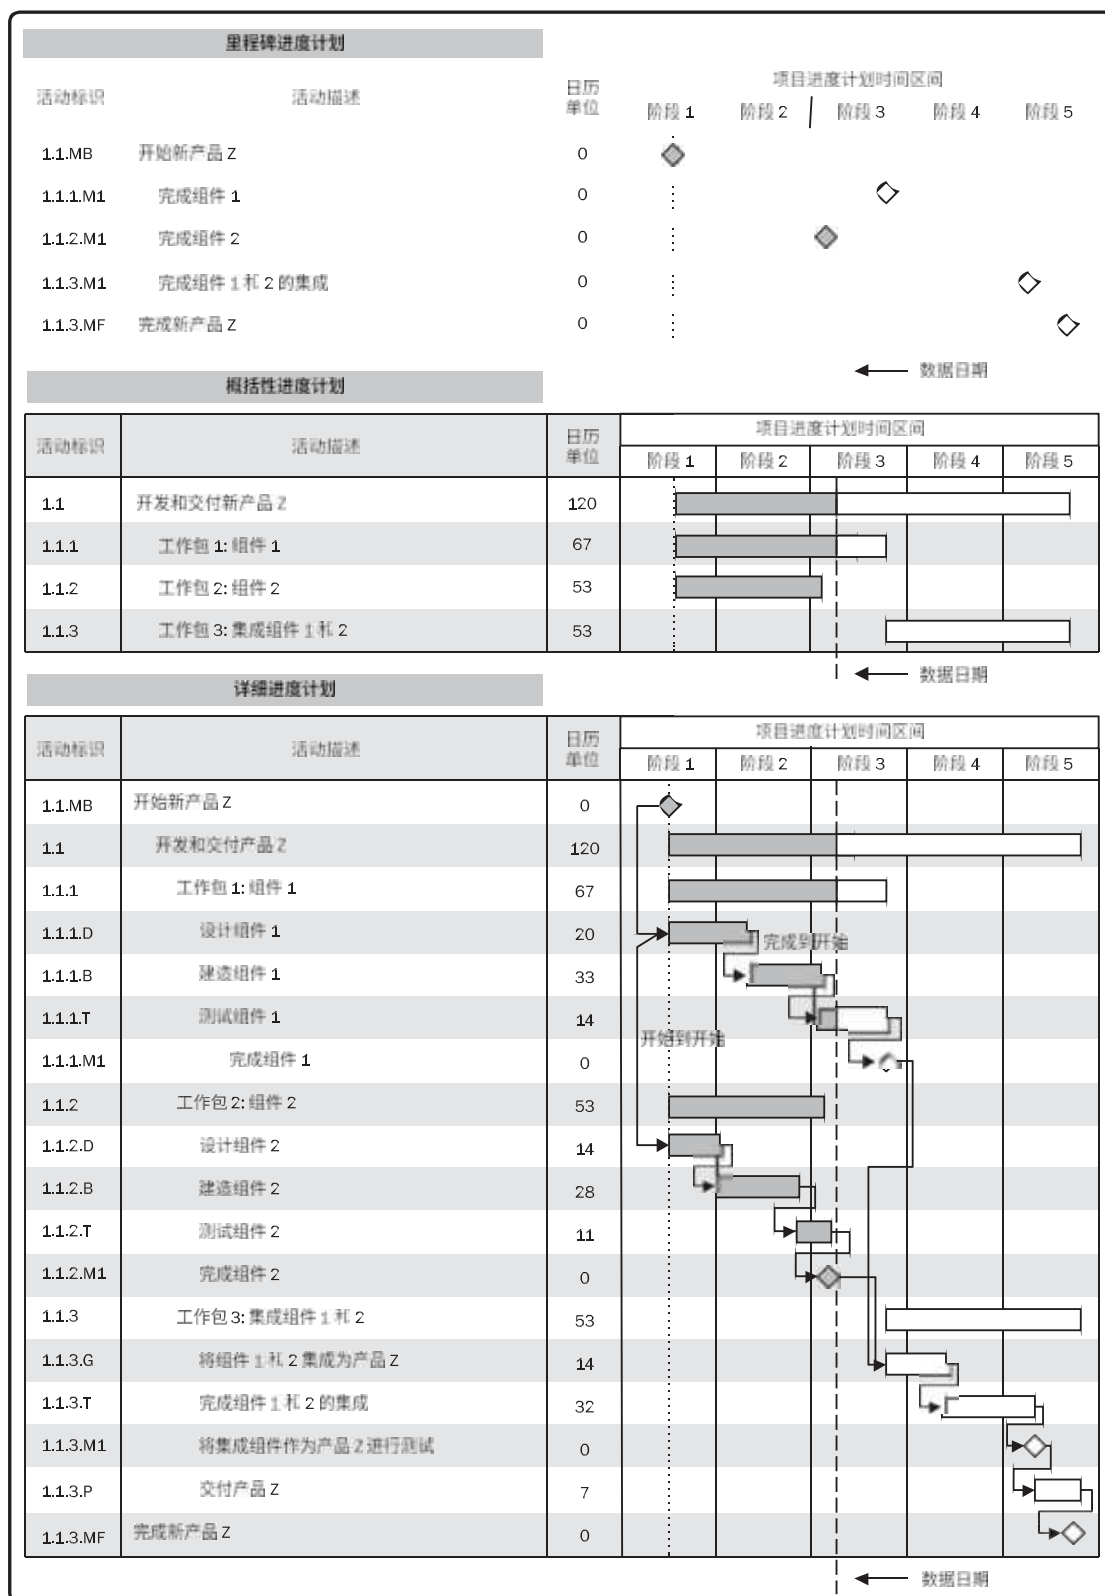 里程碑进度计划
活动标识 活动描述 日历单位 项目进度计划时间区间
阶段 1 阶段 2 阶段 3 阶段 4 阶段 5
1.1.MB 开始新产品 Z 0
1.1.1.M1 完成组件 1 0
1.1.2.M1 完成组件 2 0
1.1.3.M1 完成组件 1 和 2 的集成 0
1.1.3.MF 完成新产品 Z 0
数据日期
概括性进度计划
活动标识 活动描述 日历单位 项目进度计划时间区间
阶段 1 阶段 2 阶段 3 阶段 4 阶段 5
1.1 开发和交付新产品 Z 120
1.1.1 工作包 1: 组件 1 67
1.1.2 工作包 2: 组件 2 53
1.1.3 工作包 3: 集成组件 1 和 2 53
数据日期
详细进度计划
活动标识 活动描述 日历单位 项目进度计划时间区间
阶段 1 阶段 2 阶段 3 阶段 4 阶段 5
1.1.MB 开始新产品 Z 0
1.1 开发和交付产品 Z 120
1.1.1 工作包 1: 组件 1 67
1.1.1.D 设计组件 1 20 完成到开始
1.1.1.B 建造组件 1 33
1.1.1.T 测试组件 1 14
开始到开始
1.1.1.M1 完成组件 1 0
1.1.2 工作包 2: 组件 2 53
1.1.2.D 设计组件 2 14
1.1.2.B 建造组件 2 28
1.1.2.T 测试组件 2 11
1.1.2.M1 完成组件 2 0
1.1.3 工作包 3: 集成组件 1 和 2 53
1.1.3.G 将组件 1 和 2 集成为产品 Z 14
1.1.3.T 完成组件 1 和 2 的集成 32
1.1.3.M1 将集成组件作为产品 Z 进行测试 0
1.1.3.P 交付产品 Z 7
1.1.3.MF 完成新产品 Z 0
数据日期